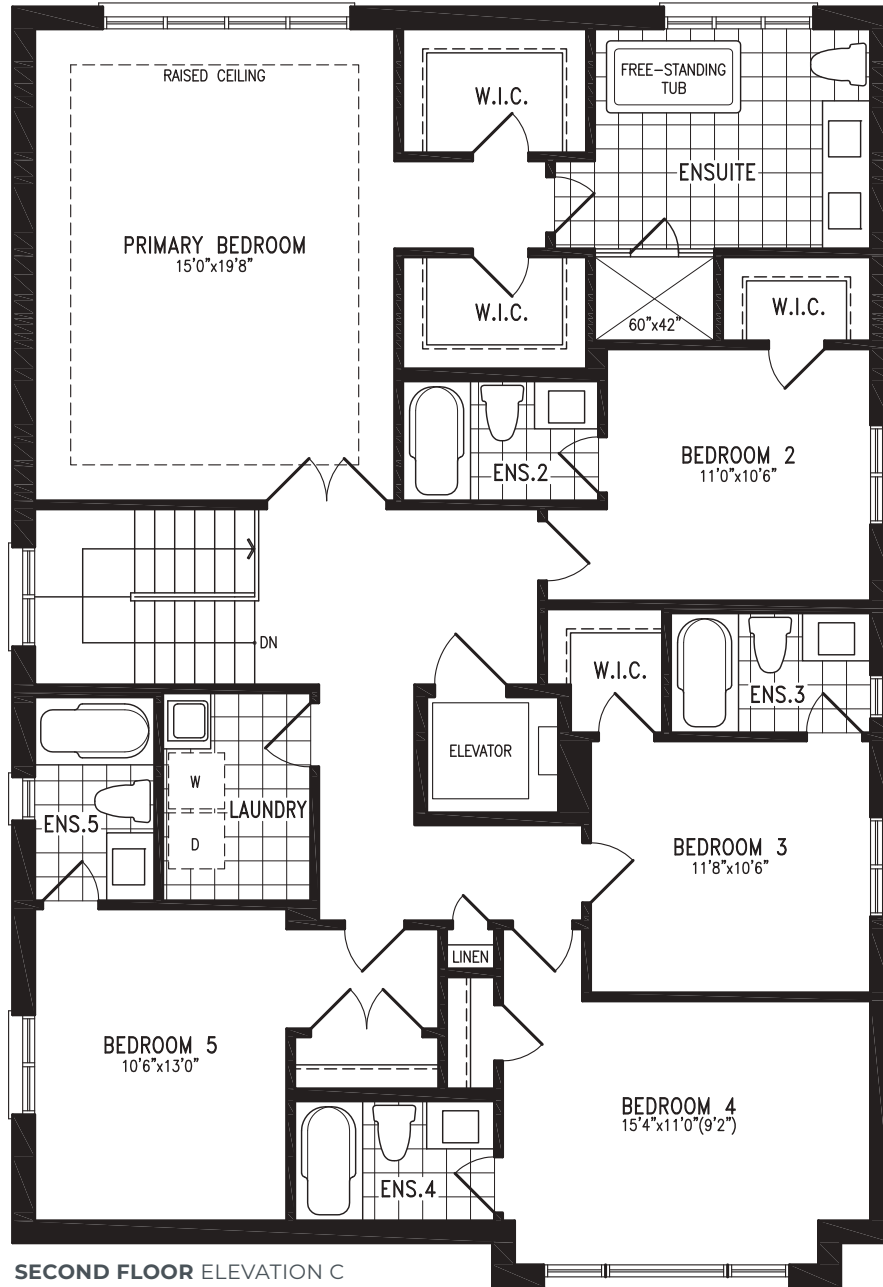 RAISED CEILING
W.I.C.
FREE-STANDING
TUB
ENSUITE
PRIMARY BEDROOM
15'0"x19'8"
W.I.C.
60"x42"
W.I.C.
ENS.2
BEDROOM 2
11'0"x10'6"
DN
W.I.C.
ENS.3
ELEVATOR
W
LAUNDRY
D
ENS.5
BEDROOM 3
11'8"x10'6"
LINEN
BEDROOM 5
10'6"x13'0"
BEDROOM 4
15'4"x11'0"(9'2")
ENS.4
SECOND FLOOR ELEVATION C